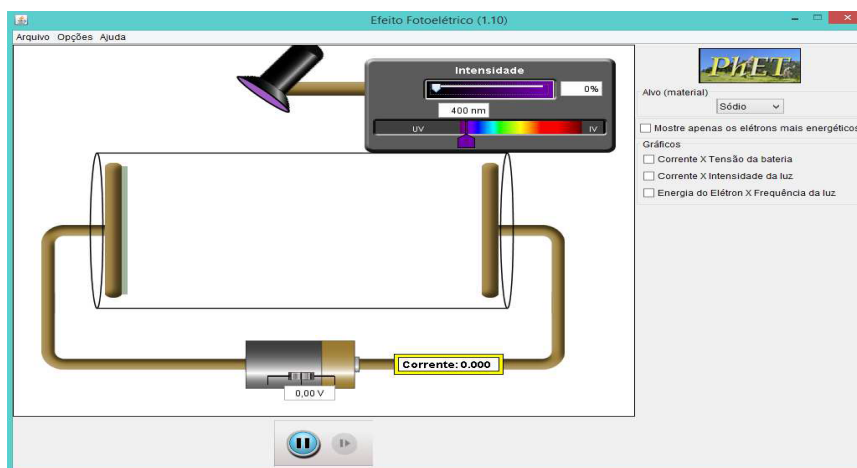 Efeito Fotoelétrico (1.10)
Arquivo Opções Ajuda
Intensidade
0%
400 nm
UV
IV
Corrente: 0.000
0,00 V
PhET
Alvo (material)
Sódio
Mostre apenas os elétrons mais energéticos
Gráficos
Corrente X Tensão da bateria
Corrente X Intensidade da luz
Energia do Elétron X Frequência da luz